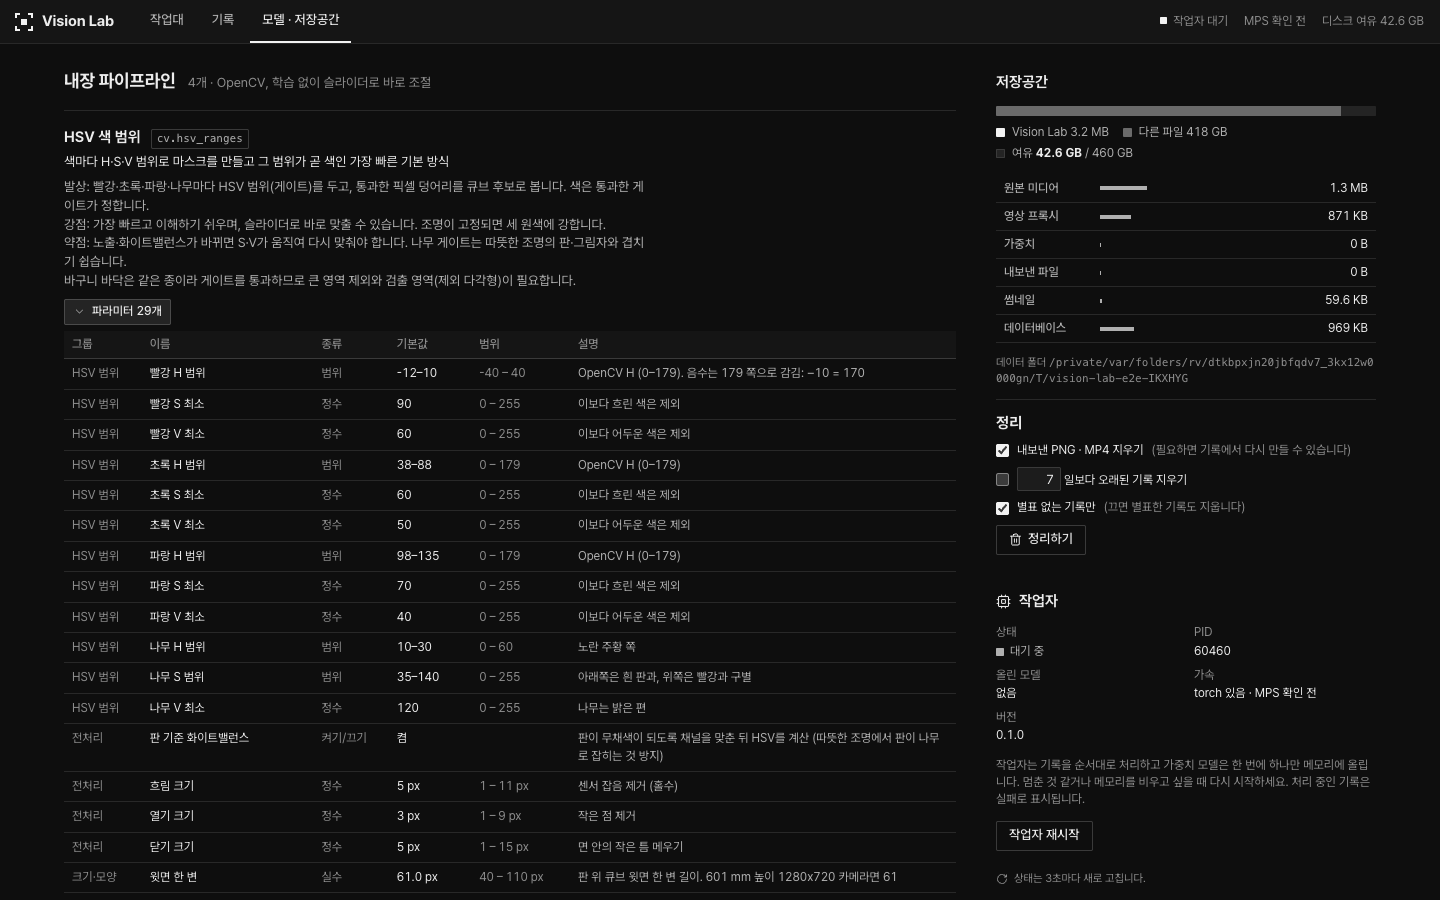 Vision Lab 작업대 기록 모델 · 저장공간 작업자 대기 MPS 확인 전 디스크 여유 42.6 GB
내장 파이프라인 4개 · OpenCV, 학습 없이 슬라이더로 바로 조절
HSV 색 범위 cv.hsv_ranges
색마다 H·S·V 범위로 마스크를 만들고 그 범위가 곧 색인 가장 빠른 기본 방식
발상: 빨강·초록·파랑·나무마다 HSV 범위(게이트)를 두고, 통과한 픽셀 덩어리를 큐브 후보로 봅니다. 색은 통과한 게
이트가 정합니다.
강점: 가장 빠르고 이해하기 쉬우며, 슬라이더로 바로 맞출 수 있습니다. 조명이 고정되면 세 원색에 강합니다.
약점: 노출·화이트밸런스가 바뀌면 S·V가 움직여 다시 맞춰야 합니다. 나무 게이트는 따뜻한 조명의 판·그림자와 겹치
기 쉽습니다.
바구니 바닥은 같은 종이라 게이트를 통과하므로 큰 영역 제외와 검출 영역(제외 다각형)이 필요합니다.
파라미터 29개
그룹 이름 종류 기본값 범위 설명
HSV 범위 빨강 H 범위 범위 -12–10 -40 – 40 OpenCV H (0–179). 음수는 179 쪽으로 감김: −10 = 170
HSV 범위 빨강 S 최소 정수 90 0 – 255 이보다 흐린 색은 제외
HSV 범위 빨강 V 최소 정수 60 0 – 255 이보다 어두운 색은 제외
HSV 범위 초록 H 범위 범위 38–88 0 – 179 OpenCV H (0–179)
HSV 범위 초록 S 최소 정수 60 0 – 255 이보다 흐린 색은 제외
HSV 범위 초록 V 최소 정수 50 0 – 255 이보다 어두운 색은 제외
HSV 범위 파랑 H 범위 범위 98–135 0 – 179 OpenCV H (0–179)
HSV 범위 파랑 S 최소 정수 70 0 – 255 이보다 흐린 색은 제외
HSV 범위 파랑 V 최소 정수 40 0 – 255 이보다 어두운 색은 제외
HSV 범위 나무 H 범위 범위 10–30 0 – 60 노란 주황 쪽
HSV 범위 나무 S 범위 범위 35–140 0 – 255 아래쪽은 흰 판과, 위쪽은 빨강과 구별
HSV 범위 나무 V 최소 정수 120 0 – 255 나무는 밝은 편
전처리 판 기준 화이트밸런스 켜기/끄기 켬 판이 무채색이 되도록 채널을 맞춘 뒤 HSV를 계산 (따뜻한 조명에서 판이 나무
로 잡히는 것 방지)
전처리 흐림 크기 정수 5 px 1 – 11 px 센서 잡음 제거 (홀수)
전처리 열기 크기 정수 3 px 1 – 9 px 작은 점 제거
전처리 닫기 크기 정수 5 px 1 – 15 px 면 안의 작은 틈 메우기
크기·모양 윗면 한 변 실수 61.0 px 40 – 110 px 판 위 큐브 윗면 한 변 길이. 601 mm 높이 1280x720 카메라면 61
저장공간
Vision Lab 3.2 MB 다른 파일 418 GB
여유 42.6 GB / 460 GB
원본 미디어 1.3 MB
영상 프록시 871 KB
가중치 0 B
내보낸 파일 0 B
썸네일 59.6 KB
데이터베이스 969 KB
데이터 폴더 /private/var/folders/rv/dtkbpxjn20jbfqdv7_3kx12w0
000gn/T/vision-lab-e2e-IKXHYG
정리
내보낸 PNG · MP4 지우기 (필요하면 기록에서 다시 만들 수 있습니다)
7 일보다 오래된 기록 지우기
별표 없는 기록만 (끄면 별표한 기록도 지웁니다)
정리하기
작업자
상태 PID
대기 중 60460
올린 모델 가속
없음 torch 있음 · MPS 확인 전
버전
0.1.0
작업자는 기록을 순서대로 처리하고 가중치 모델은 한 번에 하나만 메모리에 올립
니다. 멈춘 것 같거나 메모리를 비우고 싶을 때 다시 시작하세요. 처리 중인 기록은
실패로 표시됩니다.
작업자 재시작
상태는 3초마다 새로 고칩니다.